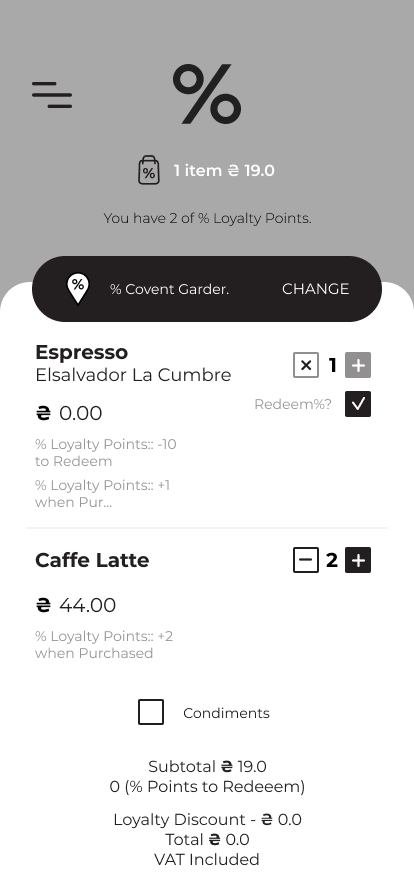 %
% 1 item ₴ 19.0
You have 2 of % Loyalty Points.
% % Covent Garder. CHANGE
Espresso
Elsalvador La Cumbre
1
Redeem%?
₴ 0.00
% Loyalty Points:: -10
to Redeem
% Loyalty Points:: +1
when Pur...
Caffe Latte
2
₴ 44.00
% Loyalty Points:: +2
when Purchased
Condiments
Subtotal ₴ 19.0
0 (% Points to Redeeem)
Loyalty Discount - ₴ 0.0
Total ₴ 0.0
VAT Included